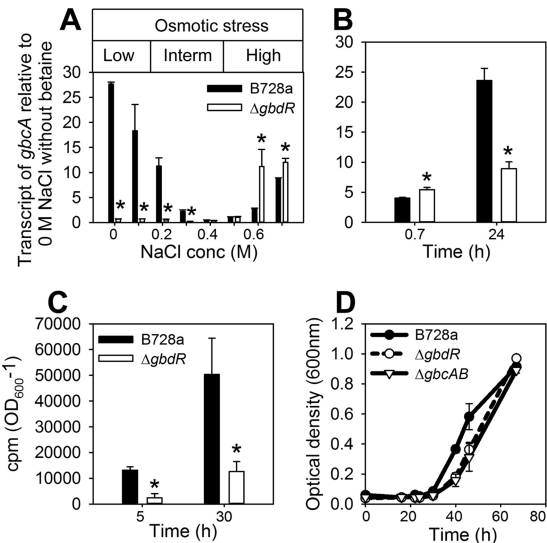 A
Osmotic stress
Low Interm High
Transcript of gbcA relative to
0 M NaCl without betaine
30
25
20
15
10
5
0
B728a
ΔgbdR
* * * * * *
0 0.2 0.4 0.6
NaCl conc (M)
B
30
25
20
15
10
5
0
* *
0.7 24
Time (h)
C
cpm (OD600-1)
70000
60000
50000
40000
30000
20000
10000
0
B728a
ΔgbdR
* *
5 30
Time (h)
D
Optical density (600nm)
1.2
1.0
0.8
0.6
0.4
0.2
0.0
B728a
ΔgbdR
ΔgbcAB
0 20 40 60 80
Time (h)